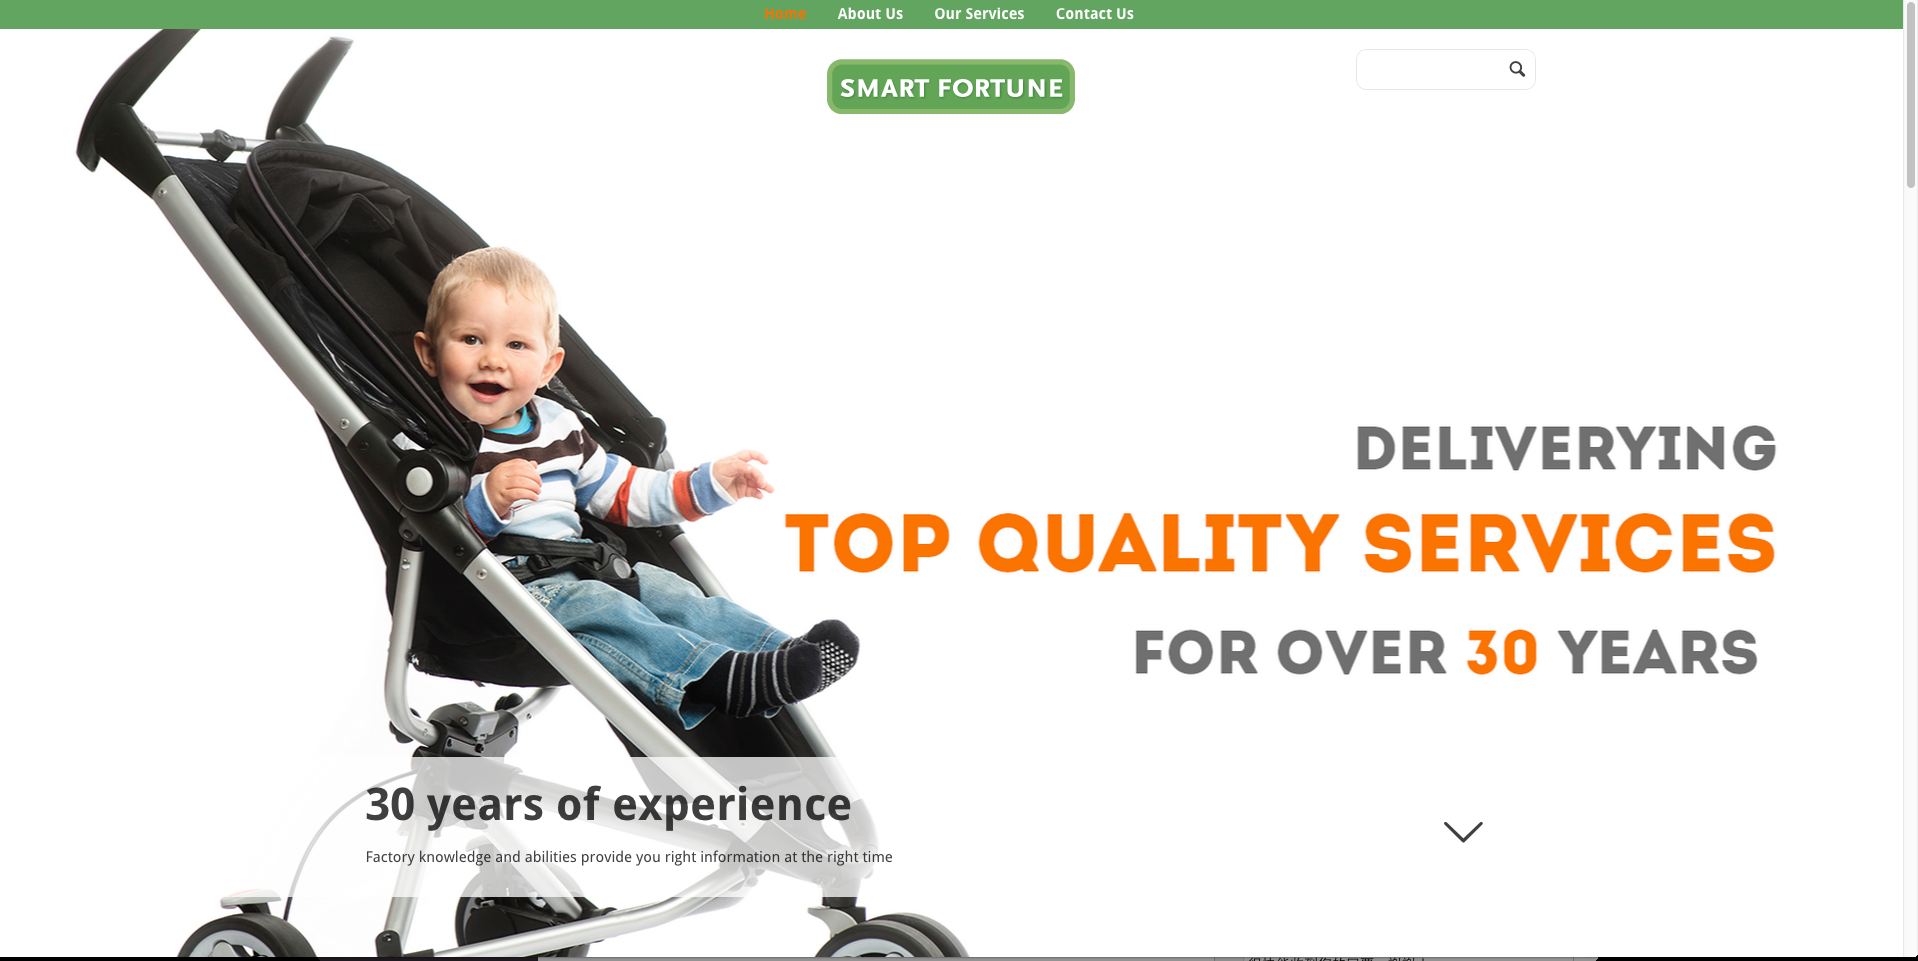 Home About Us Our Services Contact Us
SMART FORTUNE
DELIVERYING
TOP QUALITY SERVICES
FOR OVER 30 YEARS
30 years of experience
Factory knowledge and abilities provide you right information at the right time